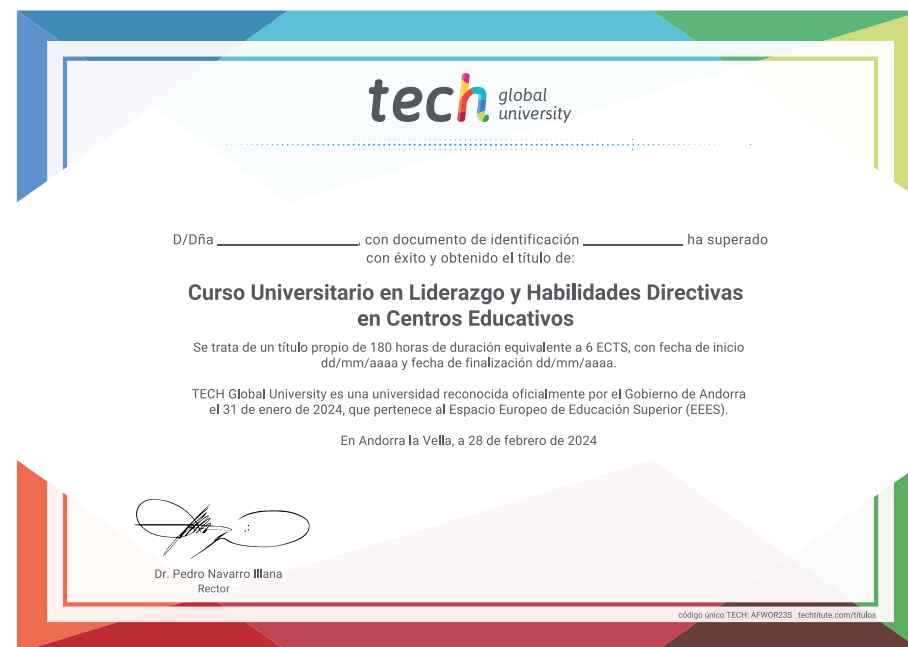 tech global university
D/Dña ____________________, con documento de identificación ______________ ha superado
con éxito y obtenido el título de:
Curso Universitario en Liderazgo y Habilidades Directivas
en Centros Educativos
Se trata de un título propio de 180 horas de duración equivalente a 6 ECTS, con fecha de inicio
dd/mm/aaaa y fecha de finalización dd/mm/aaaa.
TECH Global University es una universidad reconocida oficialmente por el Gobierno de Andorra
el 31 de enero de 2024, que pertenece al Espacio Europeo de Educación Superior (EEES).
En Andorra la Vella, a 28 de febrero de 2024
Dr. Pedro Navarro Illana
Rector
código único TECH: AFWOR23S techtitute.com/titulos